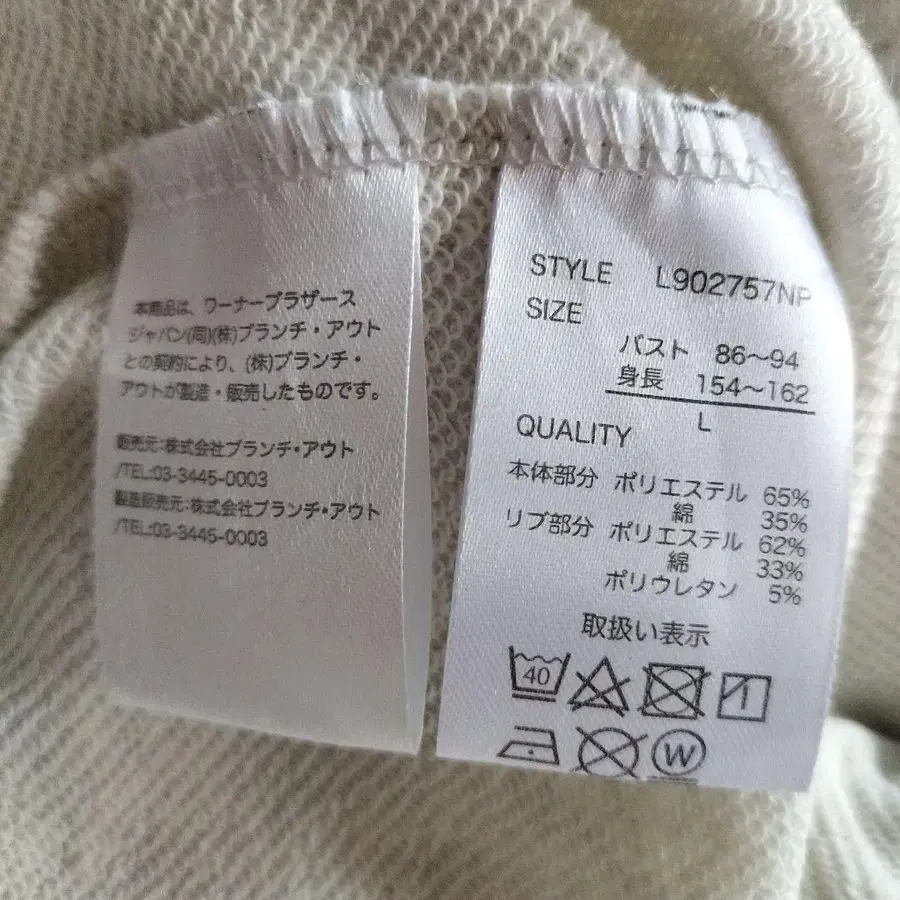 本商品は、ワーナーブラザース
ジャパン(同)(株)ブランチ・アウト
との契約により、(株)ブランチ・
アウトが製造・販売したものです。
販売元:株式会社ブランチ・アウト
/TEL:03-3445-0003
製造販売元:株式会社ブランチ・アウト
/TEL:03-3445-0003
STYLE L902757NP
SIZE
バスト 86〜94
身長 154〜162
L
QUALITY
本体部分 ポリエステル 65%
綿 35%
リブ部分 ポリエステル 62%
綿 33%
ポリウレタン 5%
取扱い表示
40
W